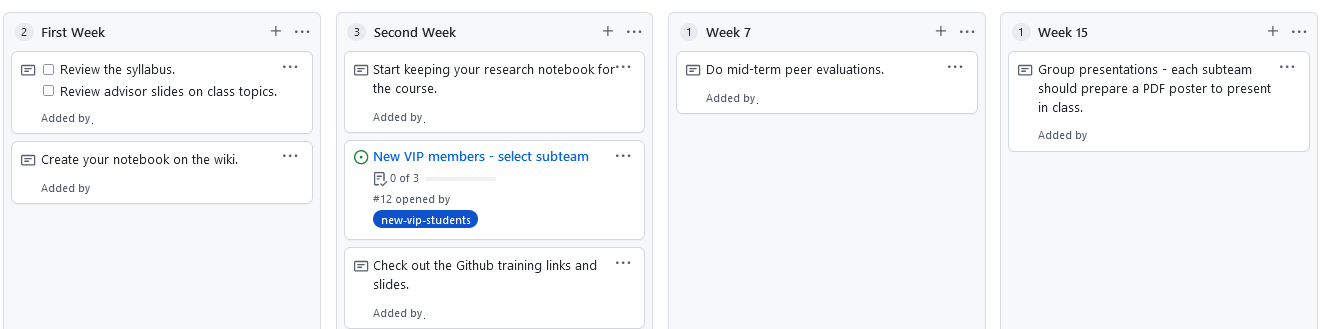 2 First Week
Review the syllabus.
Review advisor slides on class topics.
Added by.
Create your notebook on the wiki.
Added by
3 Second Week
Start keeping your research notebook for
the course.
Added by.
New VIP members - select subteam
0 of 3
#12 opened by
new-vip-students
Check out the Github training links and
slides.
Added by.
1 Week 7
Do mid-term peer evaluations.
Added by.
1 Week 15
Group presentations - each subteam
should prepare a PDF poster to present
in class.
Added by